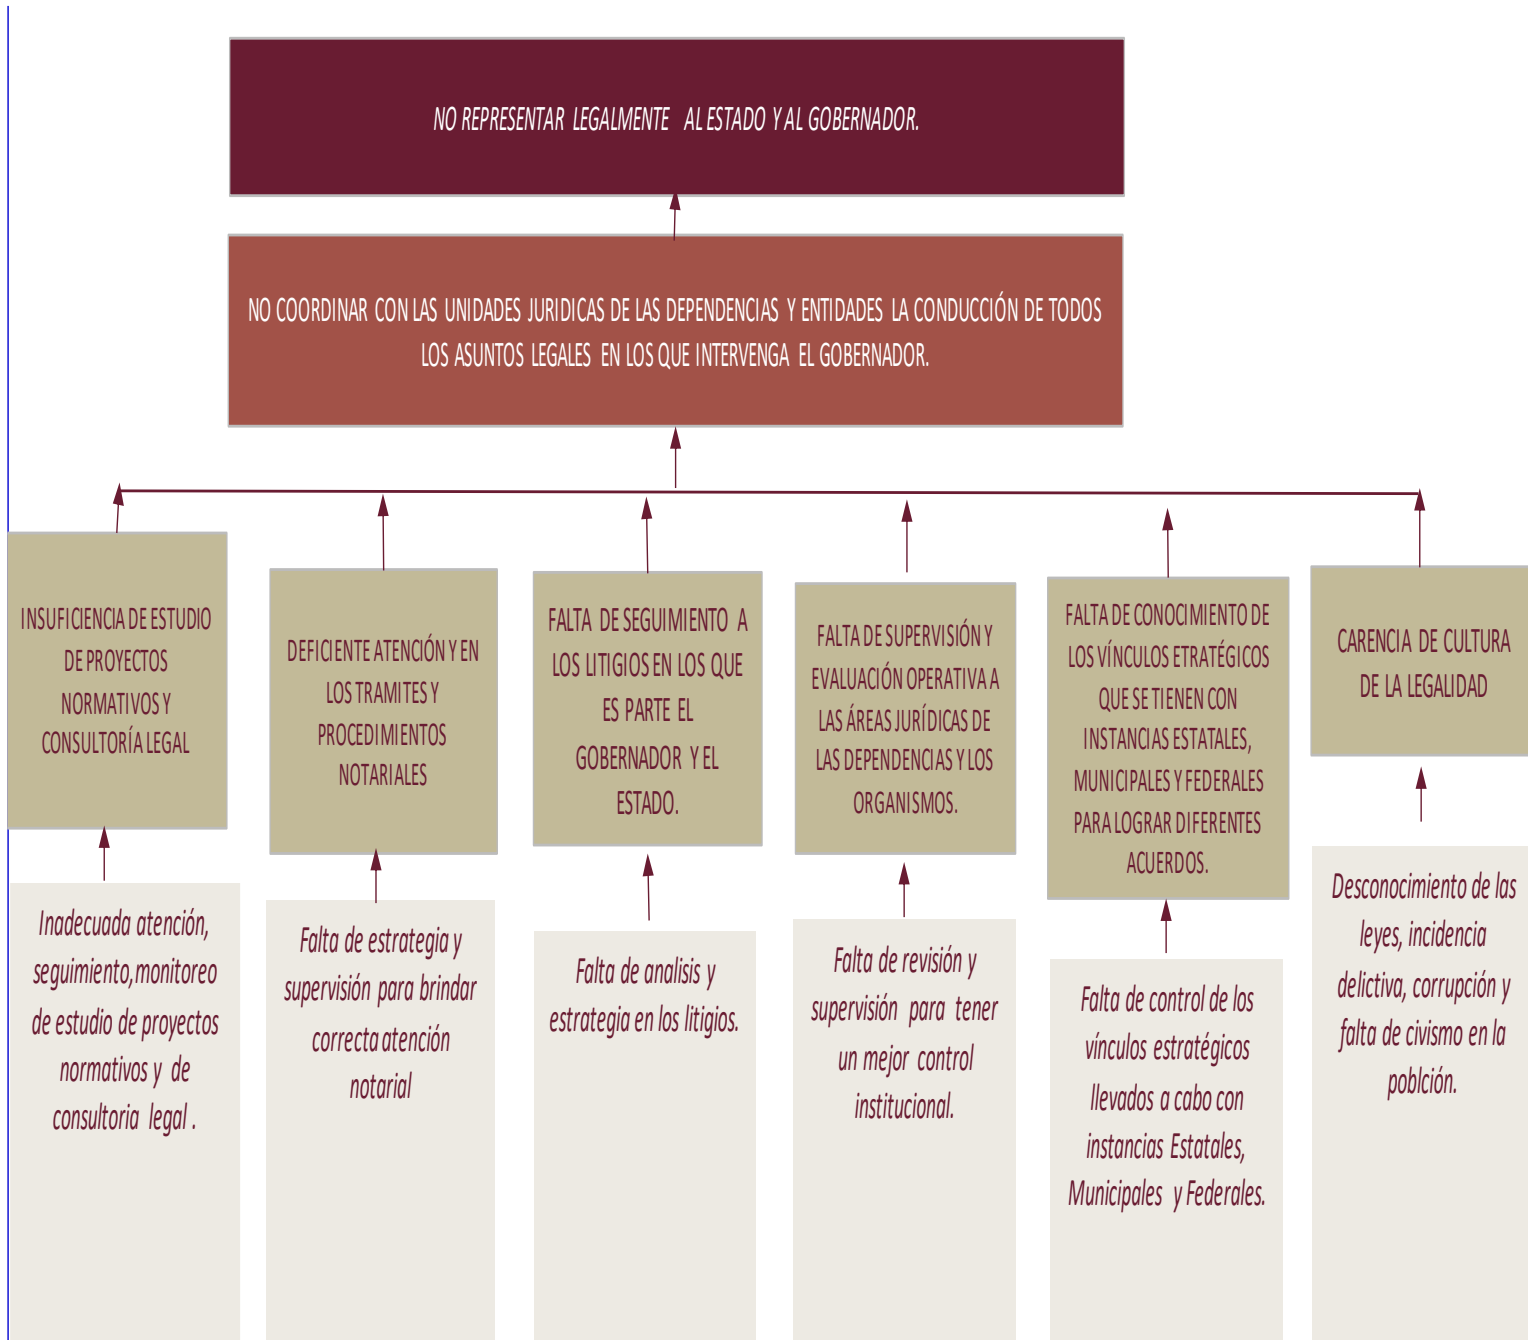 NO REPRESENTAR LEGALMENTE AL ESTADO Y AL GOBERNADOR.
NO COORDINAR CON LAS UNIDADES JURIDICAS DE LAS DEPENDENCIAS Y ENTIDADES LA CONDUCCIÓN DE TODOS
LOS ASUNTOS LEGALES EN LOS QUE INTERVENGA EL GOBERNADOR.
INSUFICIENCIA DE ESTUDIO
DE PROYECTOS
NORMATIVOS Y
CONSULTORÍA LEGAL
DEFICIENTE ATENCIÓN Y EN
LOS TRAMITES Y
PROCEDIMIENTOS
NOTARIALES
FALTA DE SEGUIMIENTO A
LOS LITIGIOS EN LOS QUE
ES PARTE EL
GOBERNADOR Y EL
ESTADO.
FALTA DE SUPERVISIÓN Y
EVALUACIÓN OPERATIVA A
LAS ÁREAS JURÍDICAS DE
LAS DEPENDENCIAS Y LOS
ORGANISMOS.
FALTA DE CONOCIMIENTO DE
LOS VÍNCULOS ETRATÉGICOS
QUE SE TIENEN CON
INSTANCIAS ESTATALES,
MUNICIPALES Y FEDERALES
PARA LOGRAR DIFERENTES
ACUERDOS.
CARENCIA DE CULTURA
DE LA LEGALIDAD
Inadecuada atención,
seguimiento,monitoreo
de estudio de proyectos
normativos y de
consultoria legal .
Falta de estrategia y
supervisión para brindar
correcta atención
notarial
Falta de analisis y
estrategia en los litigios.
Falta de revisión y
supervisión para tener
un mejor control
institucional.
Falta de control de los
vínculos estratégicos
llevados a cabo con
instancias Estatales,
Municipales y Federales.
Desconocimiento de las
leyes, incidencia
delictiva, corrupción y
falta de civismo en la
poblción.